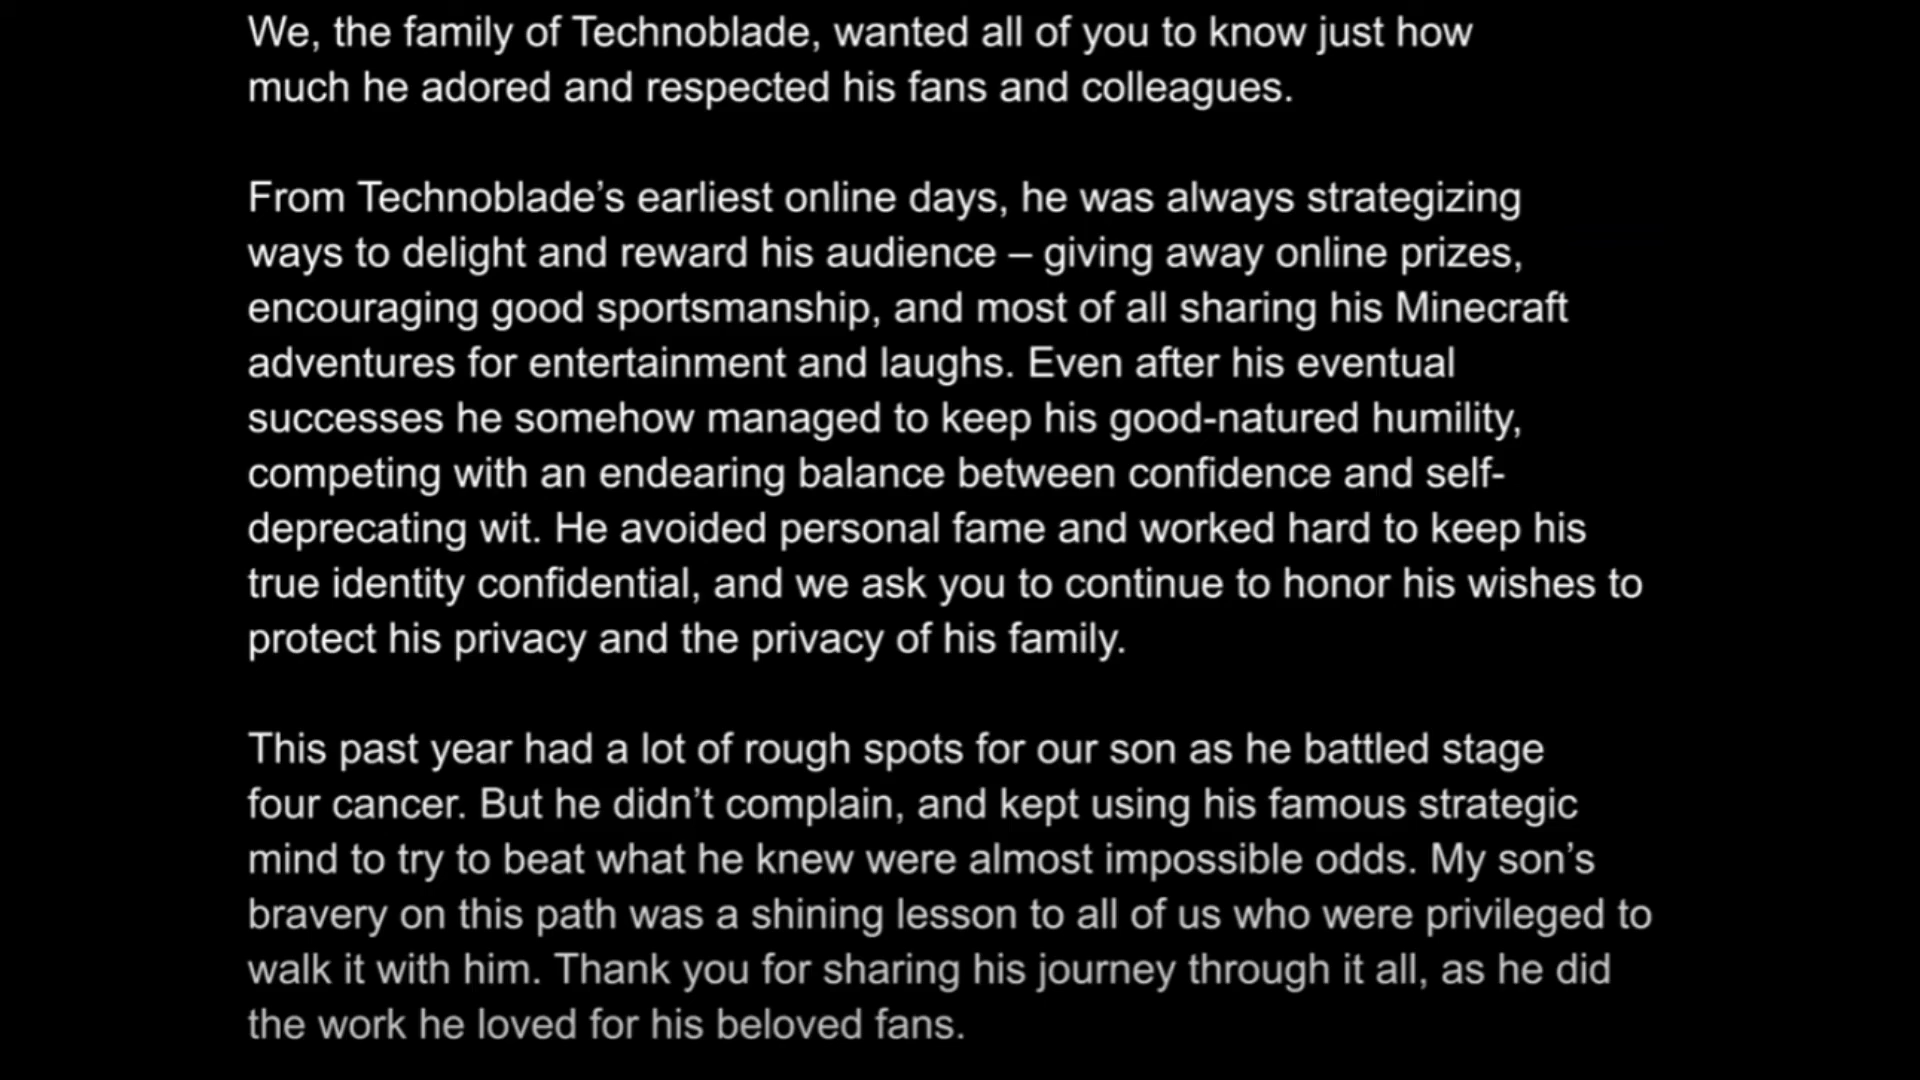 We, the family of Technoblade, wanted all of you to know just how
much he adored and respected his fans and colleagues.
From Technoblade’s earliest online days, he was always strategizing
ways to delight and reward his audience – giving away online prizes,
encouraging good sportsmanship, and most of all sharing his Minecraft
adventures for entertainment and laughs. Even after his eventual
successes he somehow managed to keep his good-natured humility,
competing with an endearing balance between confidence and self-
deprecating wit. He avoided personal fame and worked hard to keep his
true identity confidential, and we ask you to continue to honor his wishes to
protect his privacy and the privacy of his family.
This past year had a lot of rough spots for our son as he battled stage
four cancer. But he didn’t complain, and kept using his famous strategic
mind to try to beat what he knew were almost impossible odds. My son’s
bravery on this path was a shining lesson to all of us who were privileged to
walk it with him. Thank you for sharing his journey through it all, as he did
the work he loved for his beloved fans.